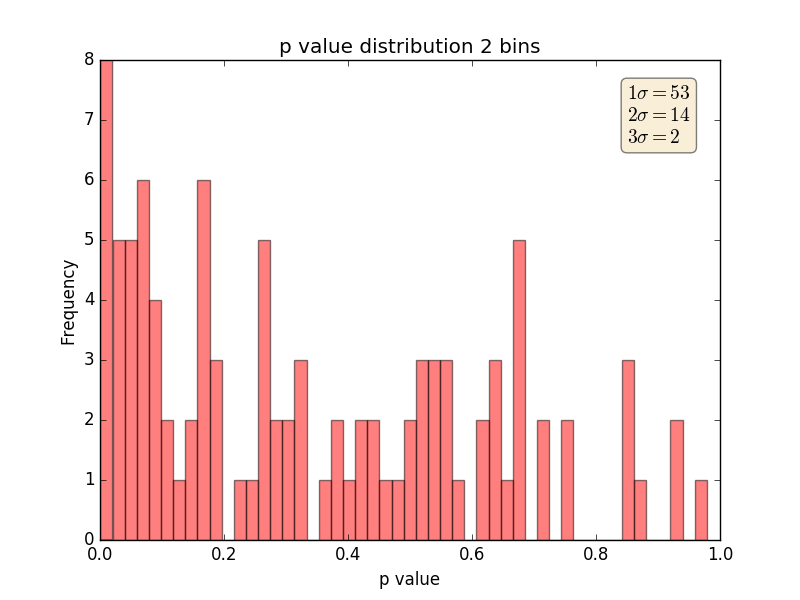 p value distribution 2 bins
8
7
6
5
4
3
2
1
0
Frequency
1σ = 53
2σ = 14
3σ = 2
0.0 0.2 0.4 0.6 0.8 1.0
p value